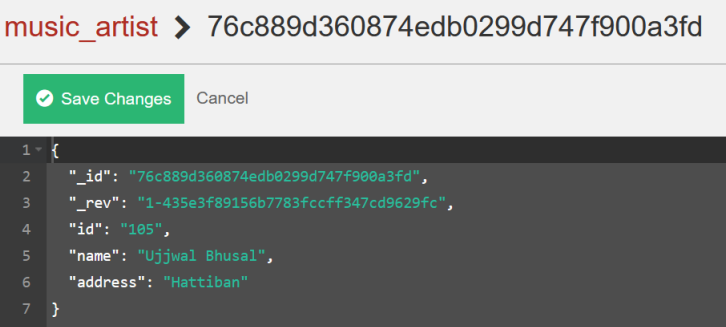 music_artist > 76c889d360874edb0299d747f900a3fd
Save Changes Cancel
1 {
2 "_id": "76c889d360874edb0299d747f900a3fd",
3 "_rev": "1-435e3f89156b7783fccff347cd9629fc",
4 "id": "105",
5 "name": "Ujjwal Bhusal",
6 "address": "Hattiban"
7 }